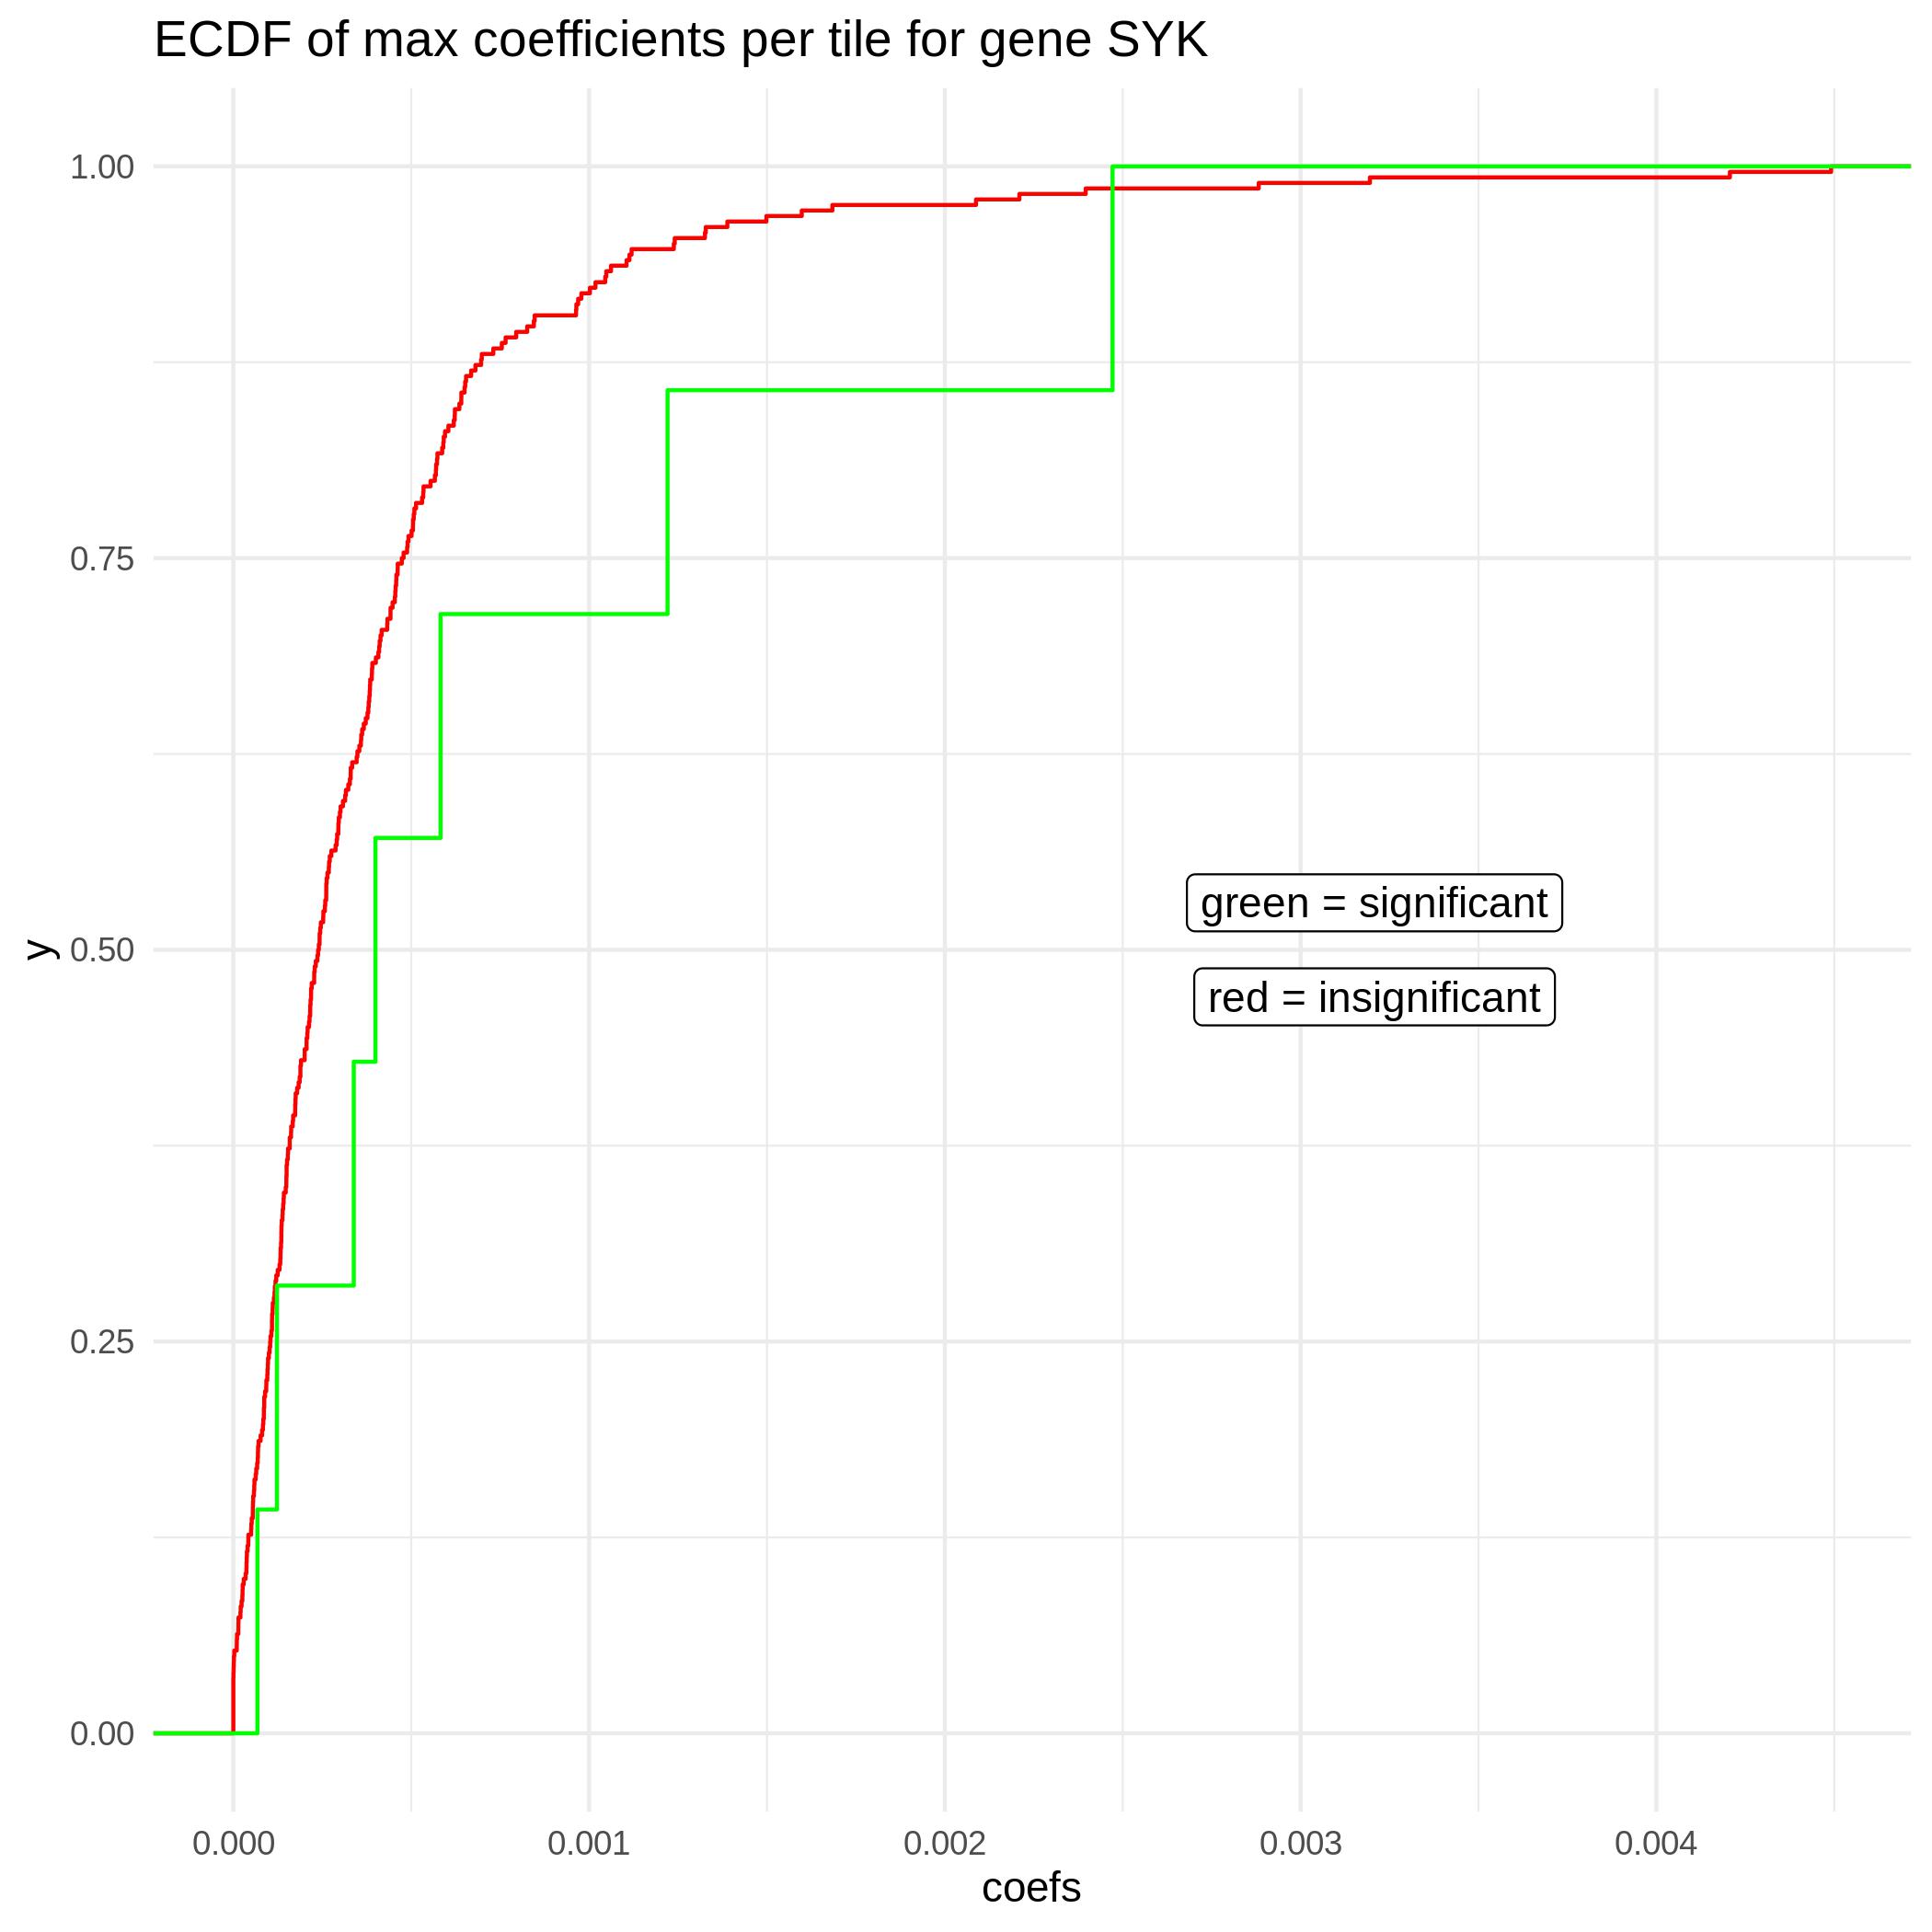 ECDF of max coefficients per tile for gene SYK
1.00
0.75
0.50
0.25
0.00
y
green = significant
red = insignificant
0.000 0.001 0.002 0.003 0.004
coefs